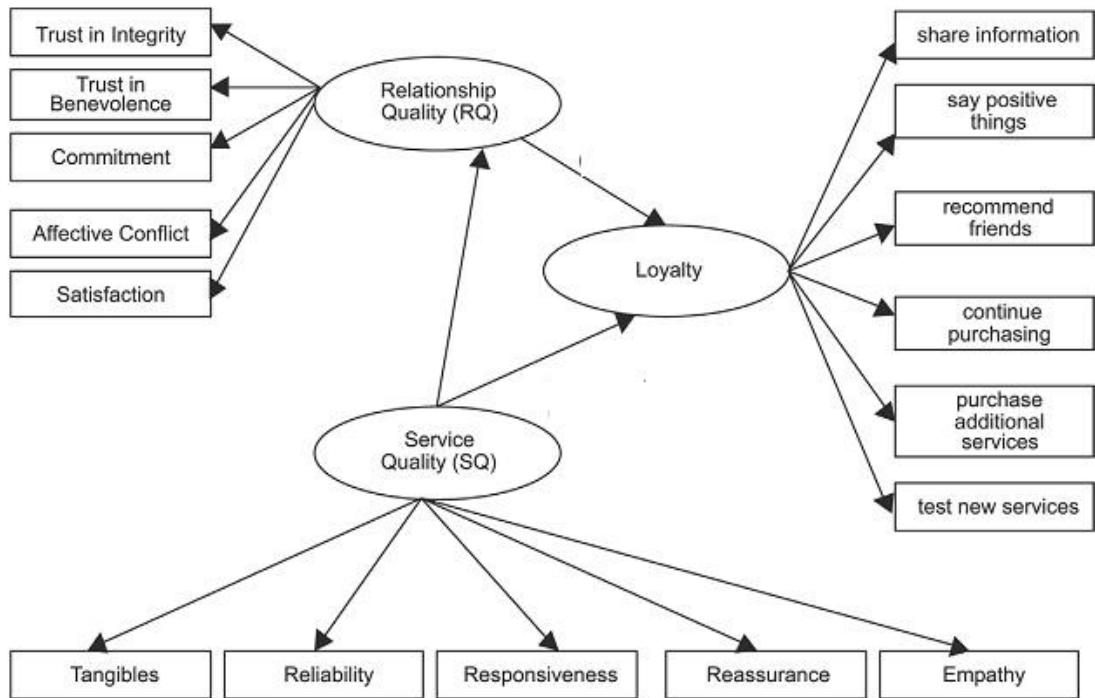 Trust in Integrity
Trust in
Benevolence
Commitment
Affective Conflict
Satisfaction
Relationship
Quality (RQ)
Loyalty
Service
Quality (SQ)
share information
say positive
things
recommend
friends
continue
purchasing
purchase
additional
services
test new services
Tangibles
Reliability
Responsiveness
Reassurance
Empathy